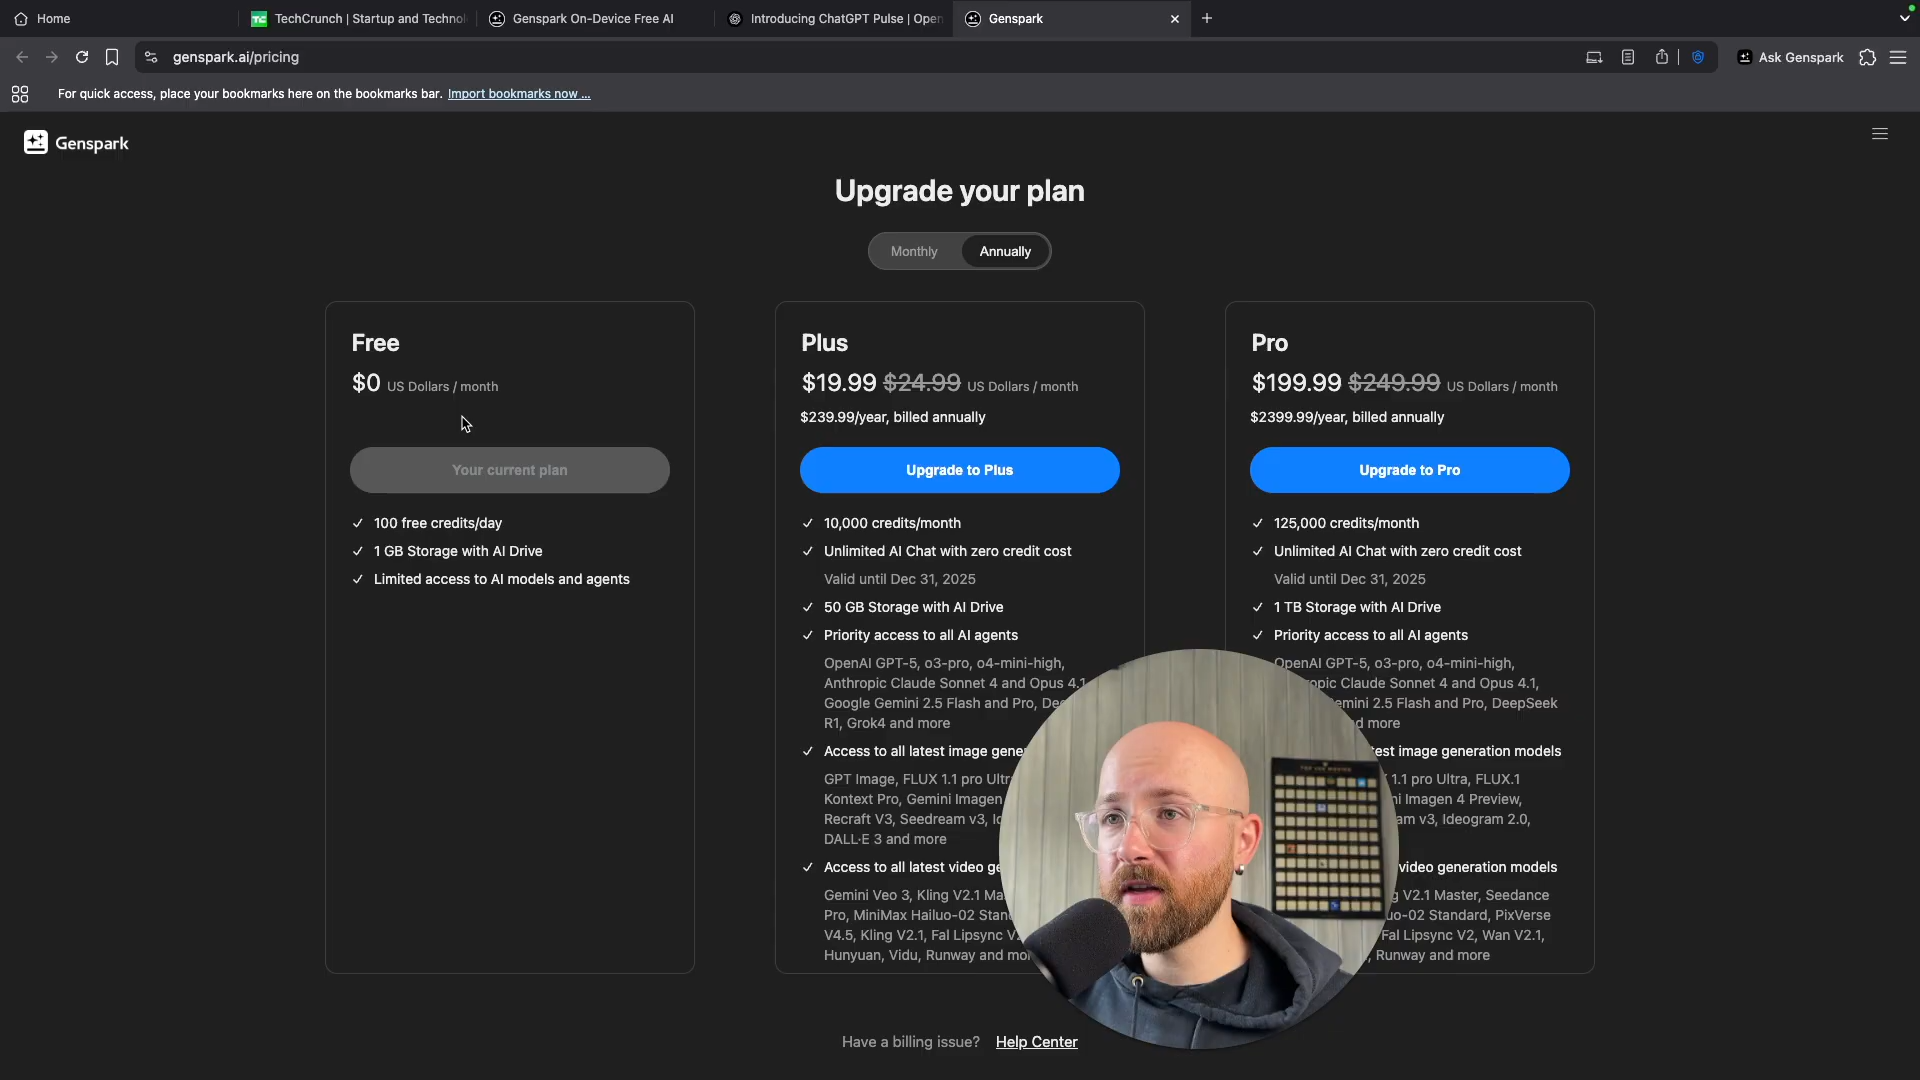 Home
TechCrunch | Startup and Technol
Genspark On-Device Free AI
Introducing ChatGPT Pulse | Open
Genspark
genspark.ai/pricing
Ask Genspark
For quick access, place your bookmarks here on the bookmarks bar. Import bookmarks now ...
Genspark
Upgrade your plan
Monthly
Annually
Free
$0 US Dollars / month
Your current plan
100 free credits/day
1 GB Storage with AI Drive
Limited access to AI models and agents
Plus
$19.99 $24.99 US Dollars / month
$239.99/year, billed annually
Upgrade to Plus
10,000 credits/month
Unlimited AI Chat with zero credit cost
Valid until Dec 31, 2025
50 GB Storage with AI Drive
Priority access to all AI agents
OpenAI GPT-5, o3-pro, o4-mini-high,
Anthropic Claude Sonnet 4 and Opus 4.1
Google Gemini 2.5 Flash and Pro,
R1, Grok4 and more
Access to all latest image
GPT Image, FLUX 1.1 pro
Kontext Pro, Gemini Imagen
Recraft V3, Seedream v3,
DALL·E 3 and more
Access to all latest video
Gemini Veo 3, Kling V2.1
Pro, MiniMax Hailuo-02
V4.5, Kling V2.1, Fal Lipsync
Hunyuan, Vidu, Runway and
Pro
$199.99 $249.99 US Dollars / month
$2399.99/year, billed annually
Upgrade to Pro
125,000 credits/month
Unlimited AI Chat with zero credit cost
Valid until Dec 31, 2025
1 TB Storage with AI Drive
Priority access to all AI agents
OpenAI GPT-5, o3-pro, o4-mini-high,
Claude Sonnet 4 and Opus 4.1,
2.5 Flash and Pro, DeepSeek
more
image generation models
1.1 pro Ultra, FLUX.1
Imagen 4 Preview,
v3, Ideogram 2.0,
video generation models
V2.1 Master, Seedance
Standard, PixVerse
Fal Lipsync V2, Wan V2.1,
Runway and more
Have a billing issue? Help Center